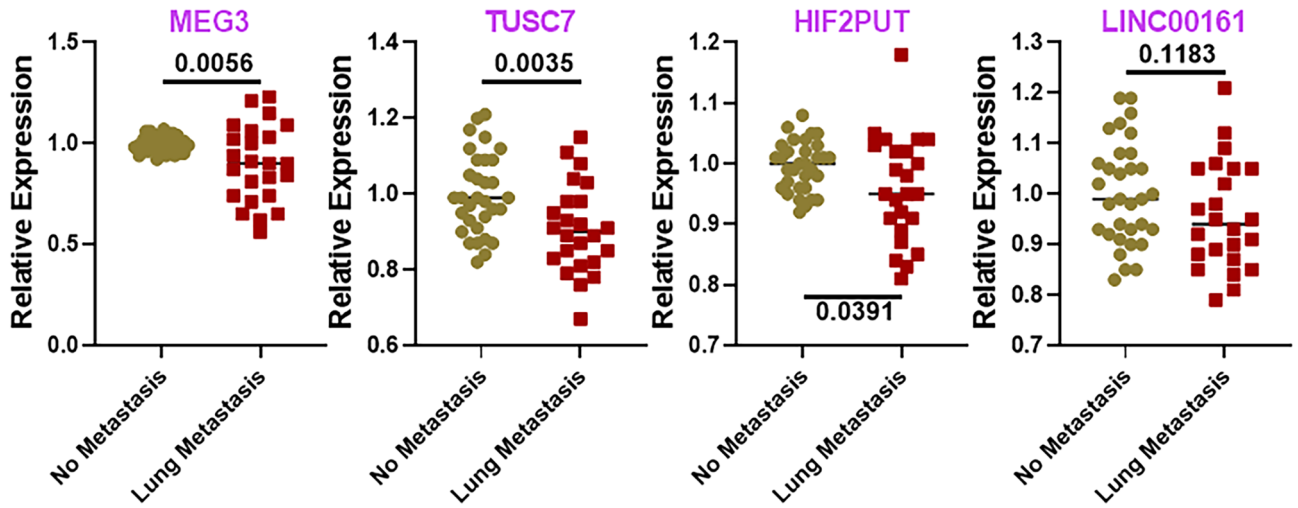 MEG3
Relative Expression
1.5
1.0
0.5
0.0
0.0056
No Metastasis
Lung Metastasis
TUSC7
Relative Expression
1.4
1.2
1.0
0.8
0.6
0.0035
No Metastasis
Lung Metastasis
HIF2PUT
Relative Expression
1.2
1.1
1.0
0.9
0.8
0.7
0.0391
No Metastasis
Lung Metastasis
LINC00161
Relative Expression
1.3
1.2
1.1
1.0
0.9
0.8
0.7
0.1183
No Metastasis
Lung Metastasis